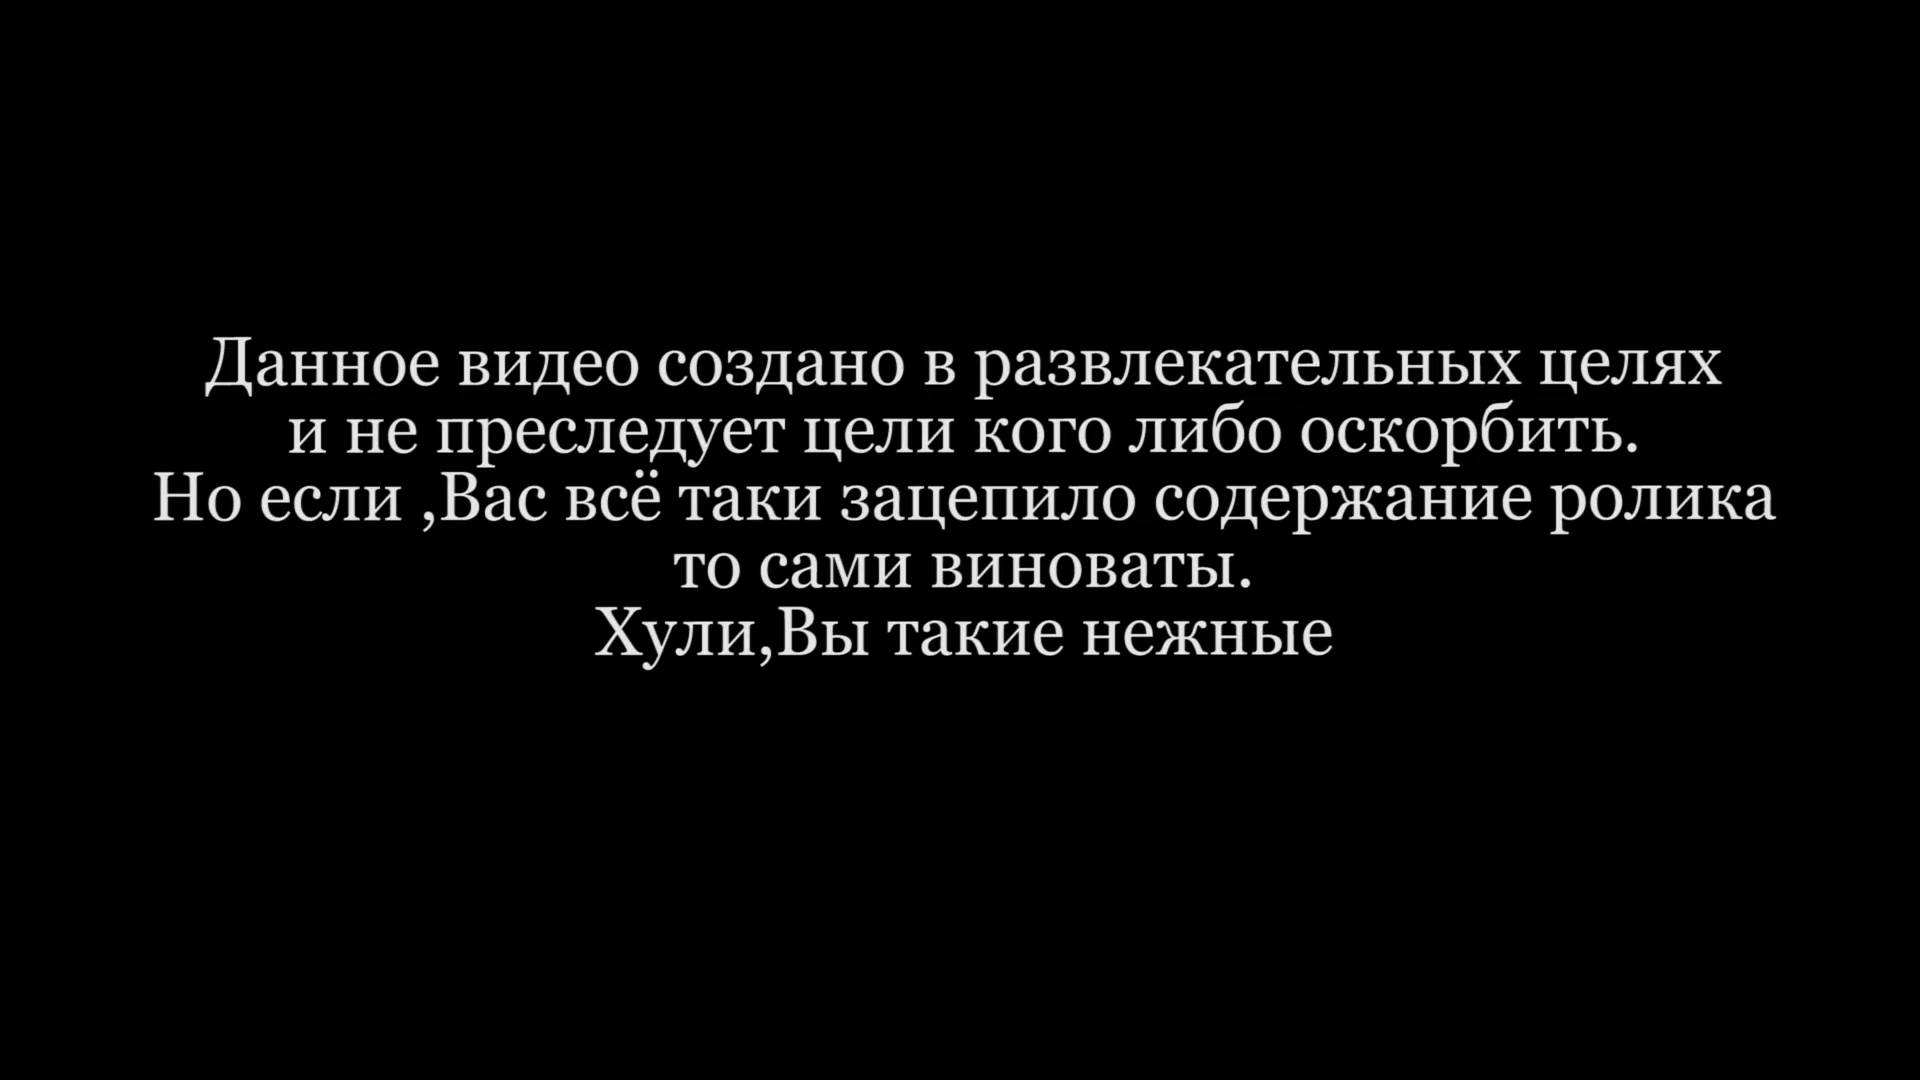 Данное видео создано в развлекательных целях
и не преследует цели кого либо оскорбить.
Но если ,Вас всё таки зацепило содержание ролика
то сами виноваты.
Хули,Вы такие нежные